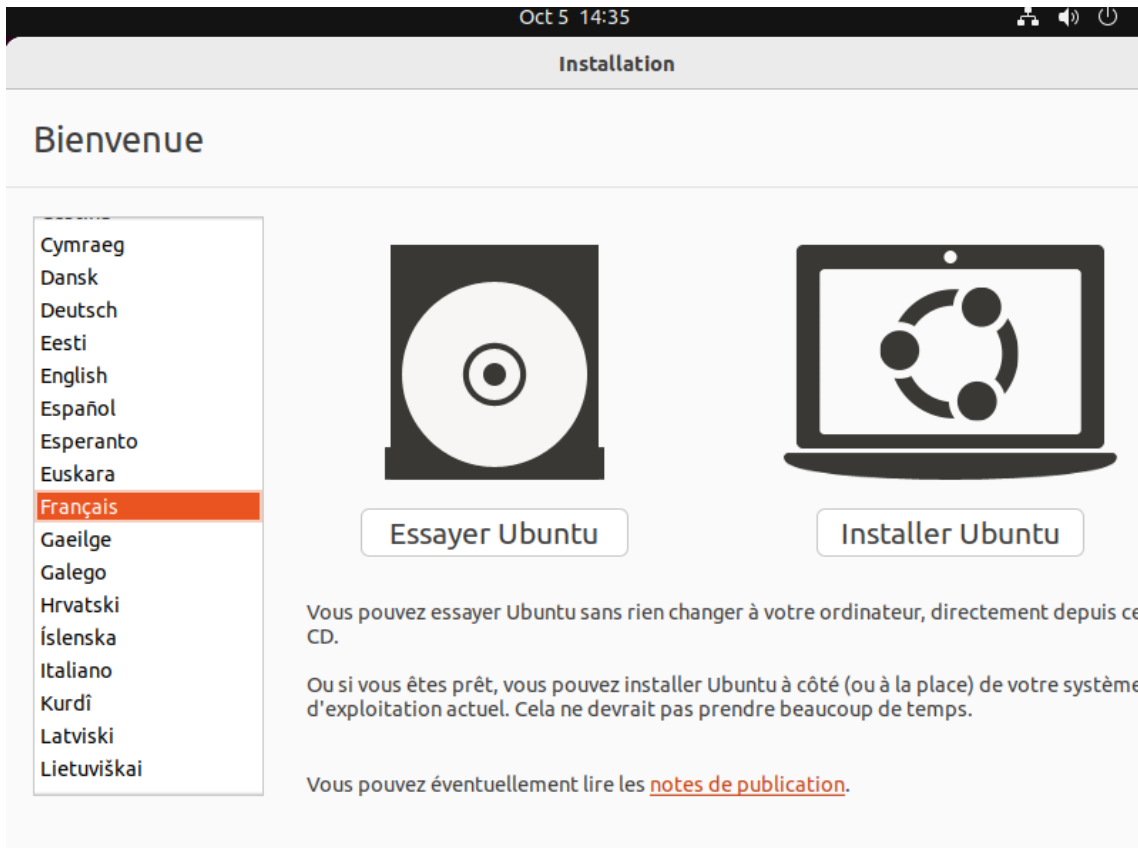 Oct 5 14:35
Installation
Bienvenue
Cymraeg
Dansk
Deutsch
Eesti
English
Español
Esperanto
Euskara
Français
Gaeilge
Galego
Hrvatski
Íslenska
Italiano
Kurdî
Latviski
Lietuviškai
Essayer Ubuntu
Installer Ubuntu
Vous pouvez essayer Ubuntu sans rien changer à votre ordinateur, directement depuis ce
CD.
Ou si vous êtes prêt, vous pouvez installer Ubuntu à côté (ou à la place) de votre système
d'exploitation actuel. Cela ne devrait pas prendre beaucoup de temps.
Vous pouvez éventuellement lire les notes de publication.